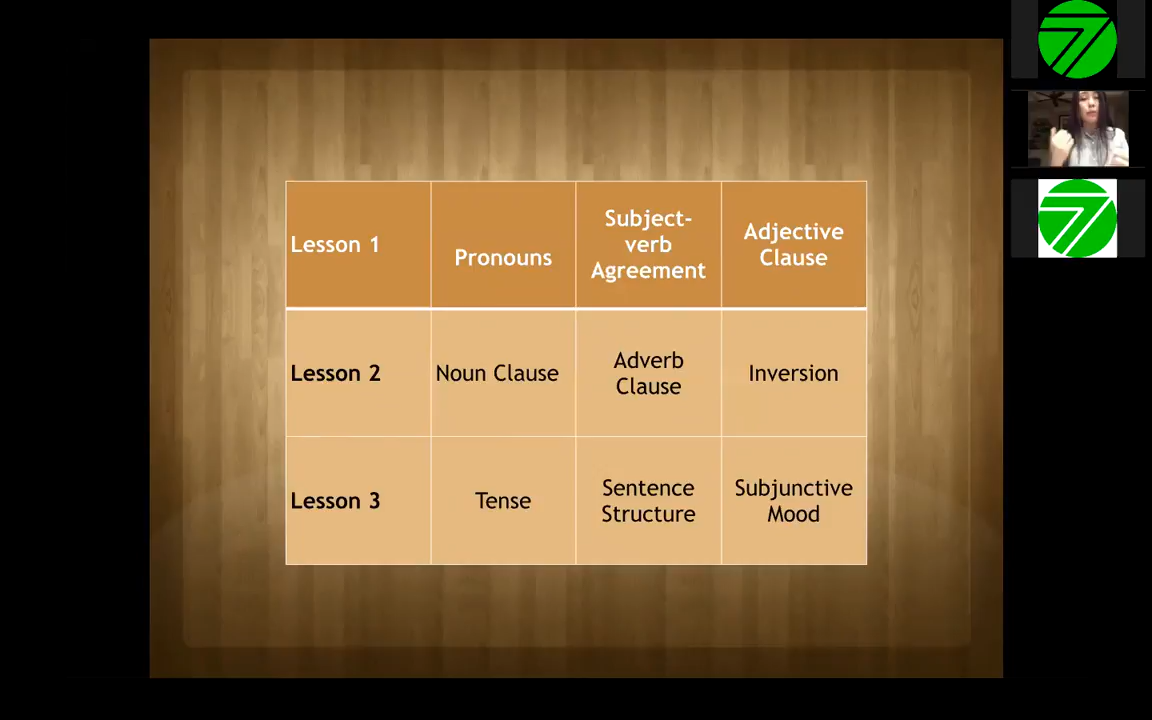 Lesson 1
Pronouns
Subject-
verb
Agreement
Adjective
Clause
Lesson 2
Noun Clause
Adverb
Clause
Inversion
Lesson 3
Tense
Sentence
Structure
Subjunctive
Mood